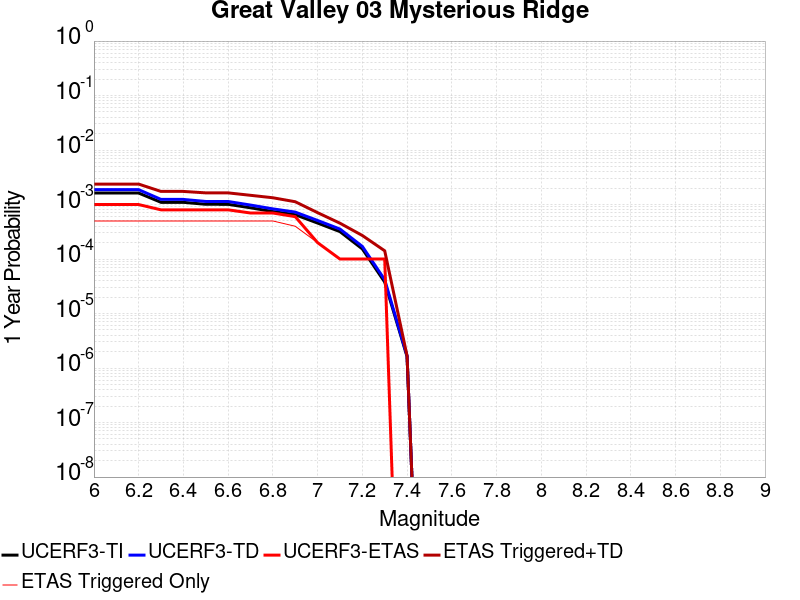 Great Valley 03 Mysterious Ridge
10^0
10^-1
10^-2
10^-3
10^-4
10^-5
10^-6
10^-7
10^-8
1 Year Probability
6 6.2 6.4 6.6 6.8 7 7.2 7.4 7.6 7.8 8 8.2 8.4 8.6 8.8 9
Magnitude
UCERF3-TI UCERF3-TD UCERF3-ETAS ETAS Triggered+TD
ETAS Triggered Only